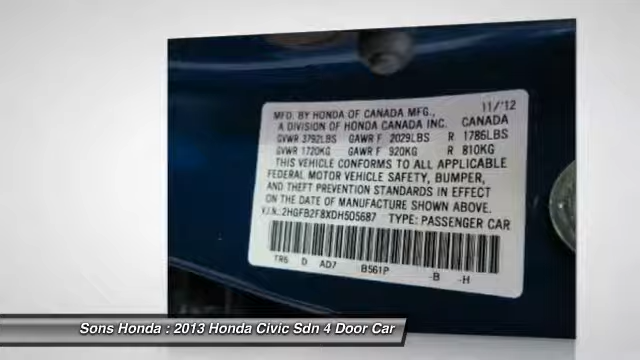 MFD. BY HONDA OF CANADA MFG., 11/'12
A DIVISION OF HONDA CANADA INC. CANADA
GVWR 3792LBS GAWR F 2029LBS R 1786LBS
GVWR 1720KG GAWR F 920KG R 810KG
THIS VEHICLE CONFORMS TO ALL APPLICABLE
FEDERAL MOTOR VEHICLE SAFETY, BUMPER,
AND THEFT PREVENTION STANDARDS IN EFFECT
ON THE DATE OF MANUFACTURE SHOWN ABOVE.
V.I.N.: 2HGFB2F8XDH505687 TYPE: PASSENGER CAR
TR6 D AD7 B561P -B -H
Sons Honda : 2013 Honda Civic Sdn 4 Door Car